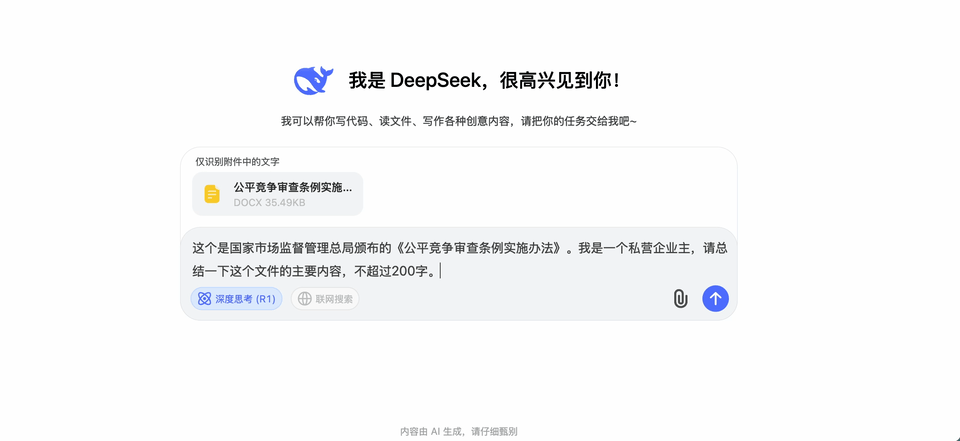 我是 DeepSeek，很高兴见到你！
我可以帮你写代码、读文件、写作各种创意内容，请把你的任务交给我吧~
仅识别附件中的文字
公平竞争审查条例实施...
DOCX 35.49KB
这个是国家市场监督管理总局颁布的《公平竞争审查条例实施办法》。我是一个私营企业主，请总
结一下这个文件的主要内容，不超过200字。
深度思考 (R1) 联网搜索
内容由 AI 生成，请仔细甄别